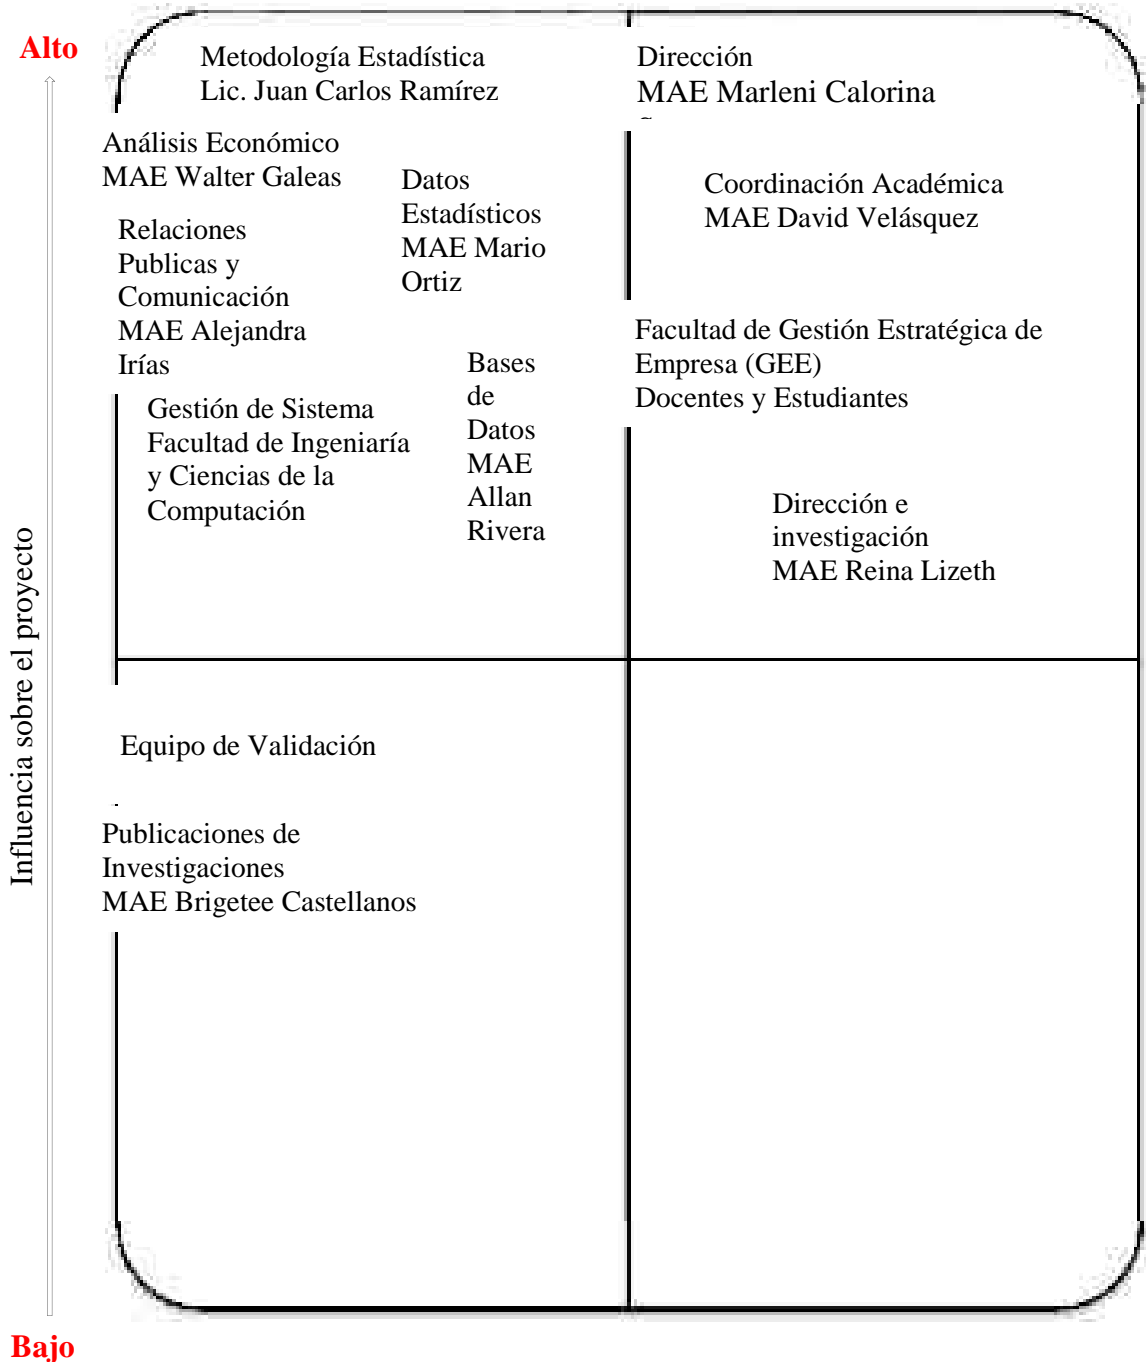 Alto
Metodología Estadística
Lic. Juan Carlos Ramírez
Dirección
MAE Marleni Calorina
Análisis Económico
MAE Walter Galeas
Datos
Estadísticos
MAE Mario
Ortiz
Coordinación Académica
MAE David Velásquez
Relaciones
Publicas y
Comunicación
MAE Alejandra
Irías
Facultad de Gestión Estratégica de
Empresa (GEE)
Docentes y Estudiantes
Bases
de
Datos
MAE
Allan
Rivera
Gestión de Sistema
Facultad de Ingeniaría
y Ciencias de la
Computación
Dirección e
investigación
MAE Reina Lizeth
Influencia sobre el proyecto
Equipo de Validación
Publicaciones de
Investigaciones
MAE Brigetee Castellanos
Bajo